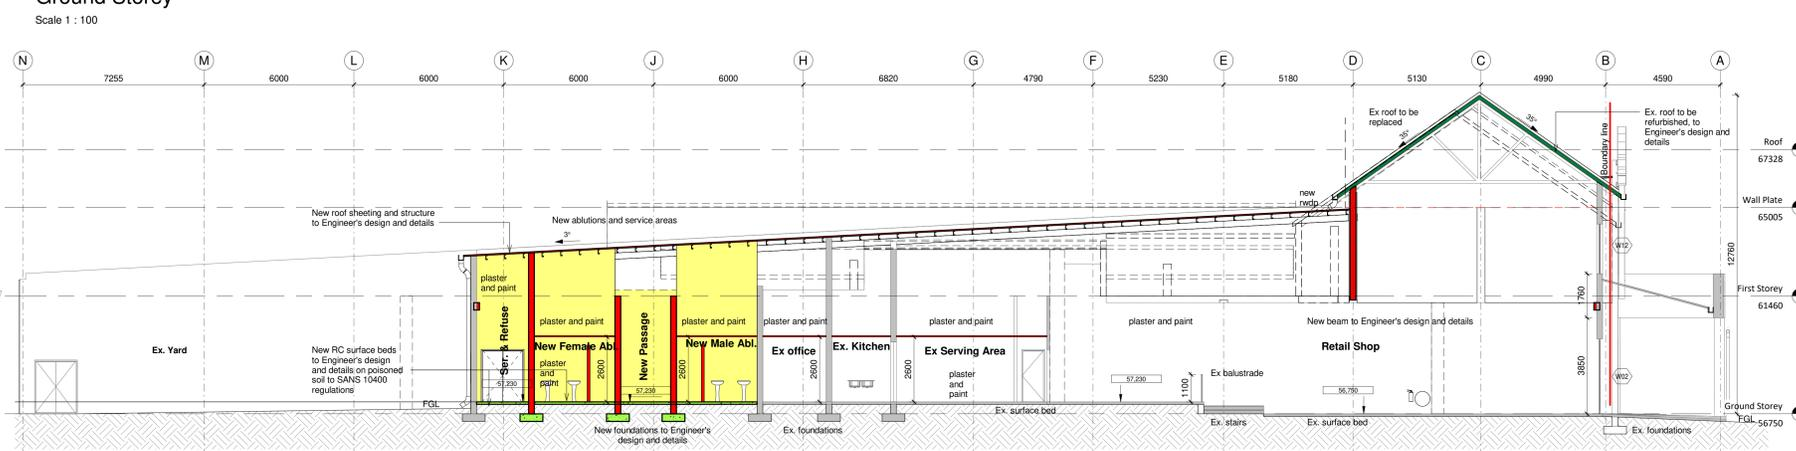 Ground Storey
Scale 1 : 100
N
M
L
K
J
H
G
F
E
D
C
B
A
7255
6000
6000
6000
6000
6820
4790
5230
5180
5130
4990
4590
Ex roof to be
replaced
35°
35°
Ex. roof to be
refurbished, to
Engineer's design and
details
Boundary line
Roof
67328
Wall Plate
65005
12760
First Storey
61460
Ground Storey
FGL
56750
New roof sheeting and structure
to Engineer's design and details
3°
New ablutions and service areas
new
rwdp
W12
W02
1760
3850
plaster
and paint
Ser. & Refuse
plaster and paint
New Female Abl.
plaster
and
paint
2600
New Passage
plaster and paint
New Male Abl.
2600
plaster and paint
Ex office
2600
Ex. Kitchen
2600
plaster and paint
Ex Serving Area
plaster
and
paint
plaster and paint
New beam to Engineer's design and details
Retail Shop
Ex. Yard
New RC surface beds
to Engineer's design
and details on poisoned
soil to SANS 10400
regulations
FGL
57,230
57,230
57,230
1100
Ex balustrade
56,750
Ex. surface bed
Ex. stairs
Ex. surface bed
New foundations to Engineer's
design and details
Ex. foundations
Ex. foundations